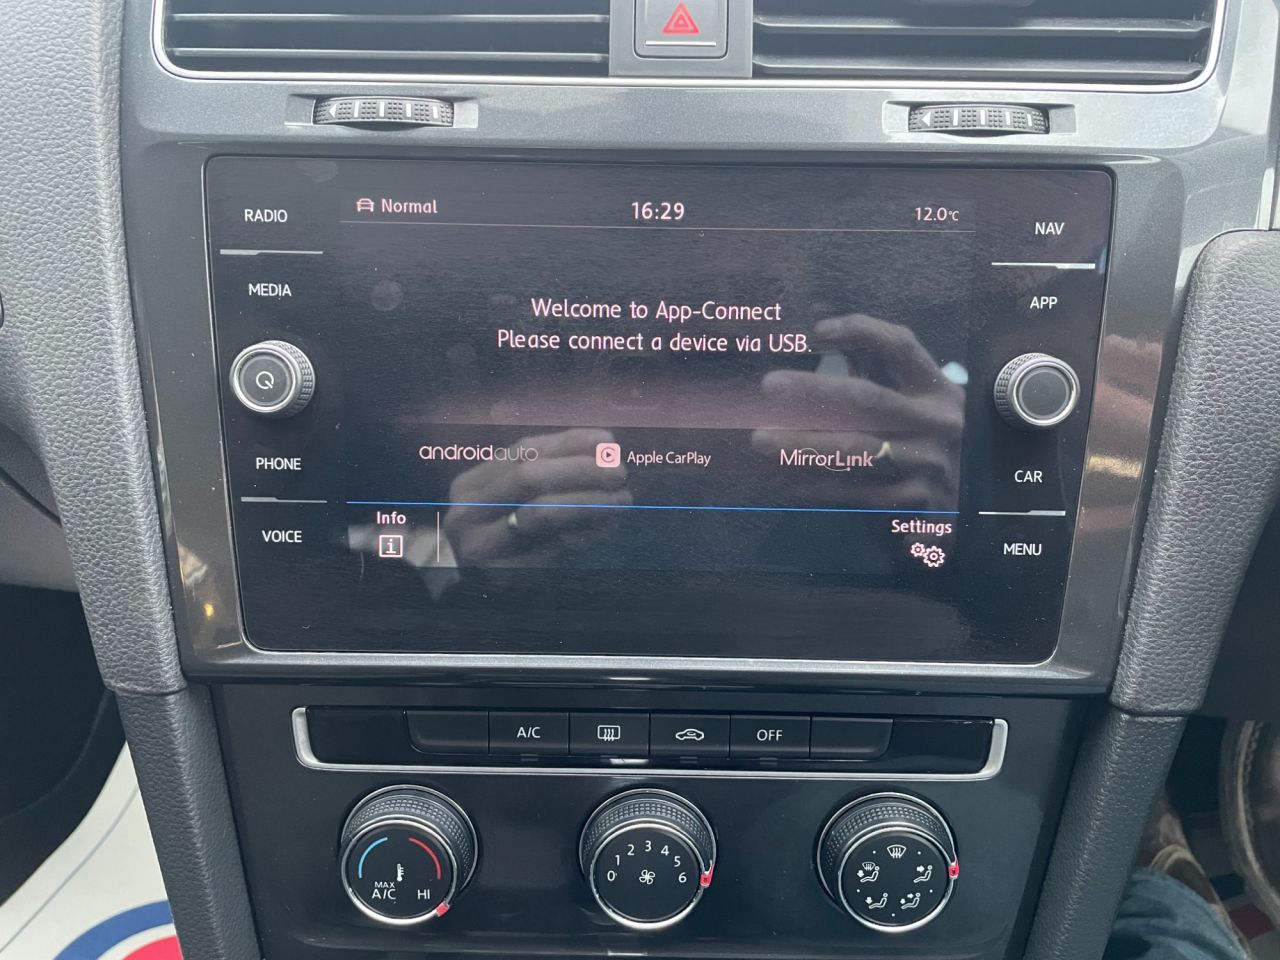 RADIO
MEDIA
PHONE
VOICE
Normal
16:29
12.0°C
Welcome to App-Connect
Please connect a device via USB.
androidauto
Apple CarPlay
MirrorLink
Info
i
Settings
NAV
APP
CAR
MENU
A/C
OFF
MAX
A/C
HI
0 1 2 3 4 5 6